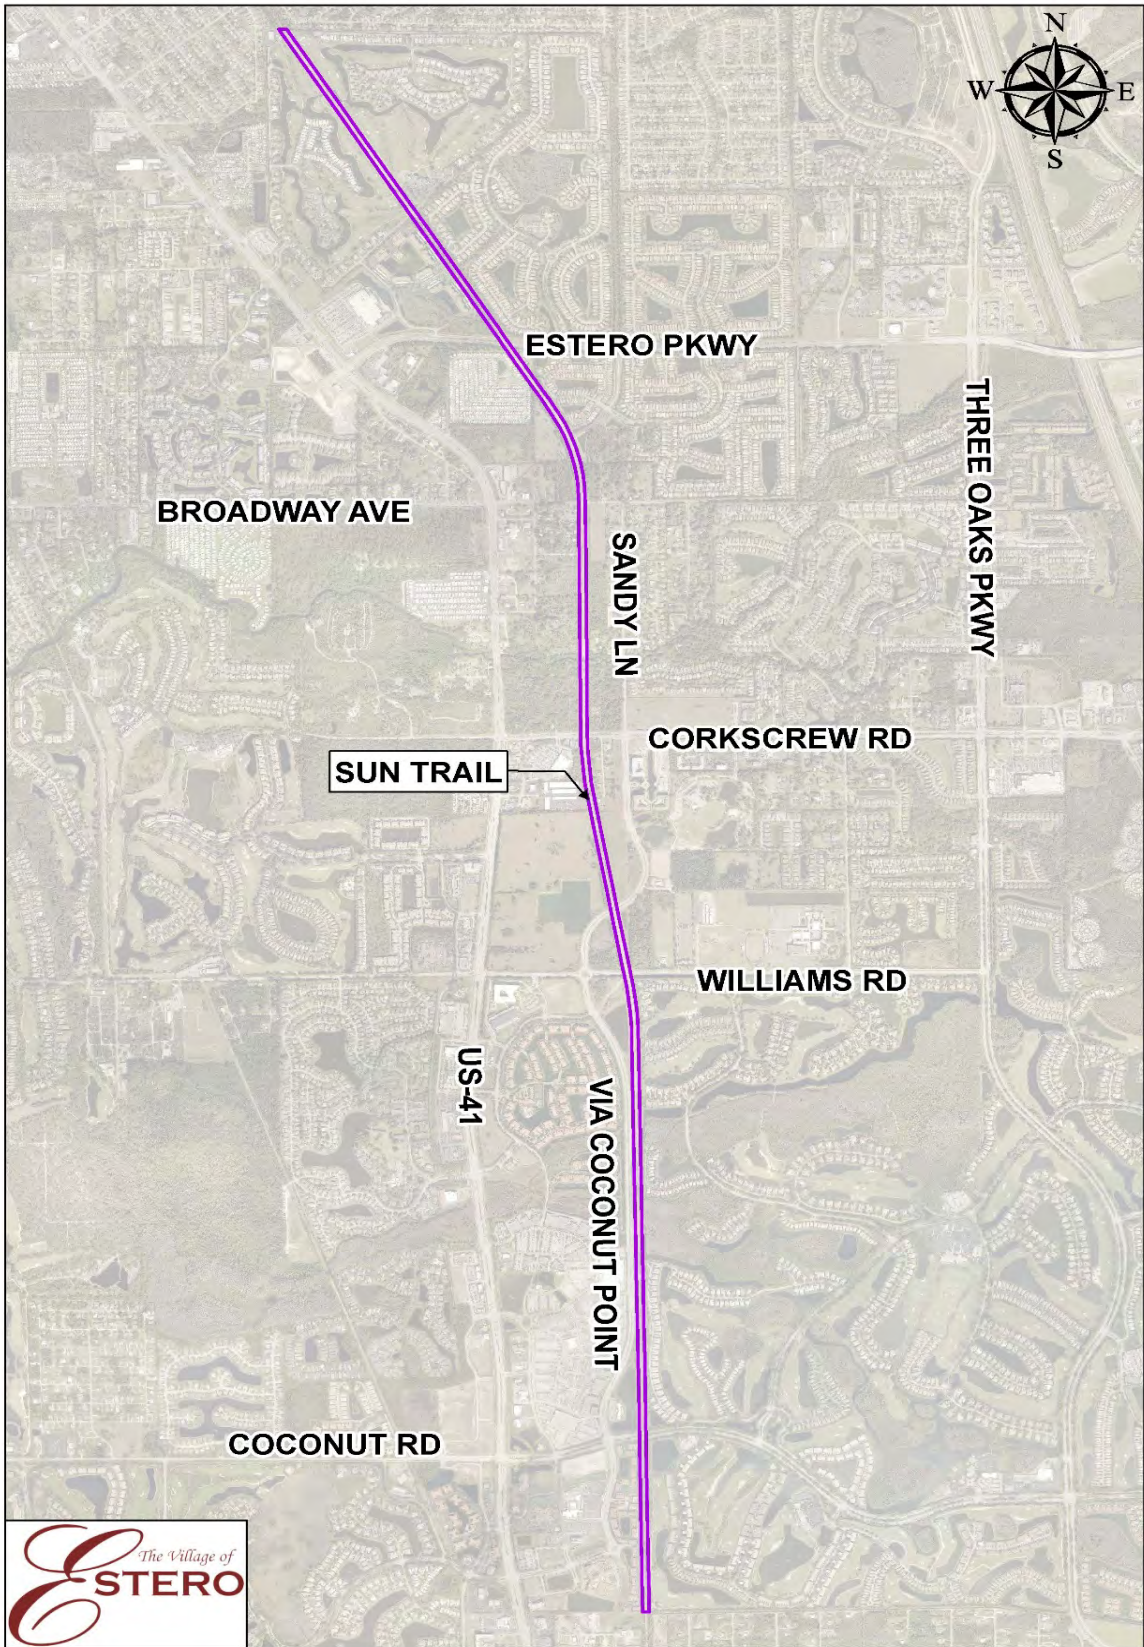 N
W
E
S
ESTERO PKWY
THREE OAKS PKWY
BROADWAY AVE
SANDY LN
CORKSCREW RD
SUN TRAIL
WILLIAMS RD
US-41
VIA COCONUT POINT
COCONUT RD
The Village of
ESTERO